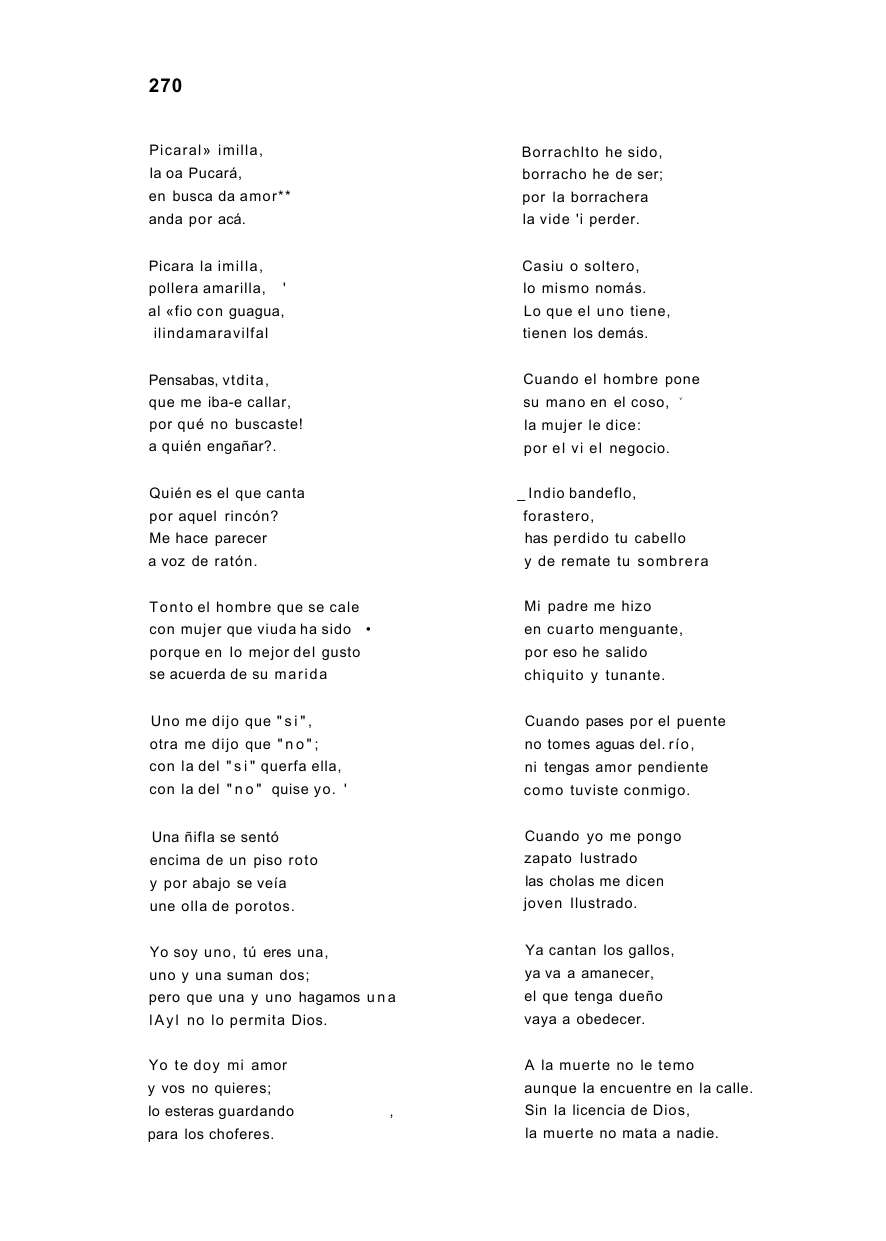 270
Picaral» imilla,
la oa Pucará,
en busca da amor**
anda por acá.
Picara la imilla,
pollera amarilla, '
al «fio con guagua,
ilindamaravilfal
Pensabas, vtdita,
que me iba-e callar,
por qué no buscaste!
a quién engañar?.
Quién es el que canta
por aquel rincón?
Me hace parecer
a voz de ratón.
Tonto el hombre que se cale
con mujer que viuda ha sido •
porque en lo mejor del gusto
se acuerda de su marida
Uno me dijo que "si",
otra me dijo que "no";
con la del "si" querfa ella,
con la del "no" quise yo. '
Una ñifla se sentó
encima de un piso roto
y por abajo se veía
une olla de porotos.
Yo soy uno, tú eres una,
uno y una suman dos;
pero que una y uno hagamos una
lAyl no lo permita Dios.
Yo te doy mi amor
y vos no quieres;
lo esteras guardando ,
para los choferes.
Borrachlto he sido,
borracho he de ser;
por la borrachera
la vide 'i perder.
Casiu o soltero,
lo mismo nomás.
Lo que el uno tiene,
tienen los demás.
Cuando el hombre pone
su mano en el coso, ˅
la mujer le dice:
por el vi el negocio.
_ Indio bandeflo,
forastero,
has perdido tu cabello
y de remate tu sombrera
Mi padre me hizo
en cuarto menguante,
por eso he salido
chiquito y tunante.
Cuando pases por el puente
no tomes aguas del. río,
ni tengas amor pendiente
como tuviste conmigo.
Cuando yo me pongo
zapato lustrado
las cholas me dicen
joven Ilustrado.
Ya cantan los gallos,
ya va a amanecer,
el que tenga dueño
vaya a obedecer.
A la muerte no le temo
aunque la encuentre en la calle.
Sin la licencia de Dios,
la muerte no mata a nadie.